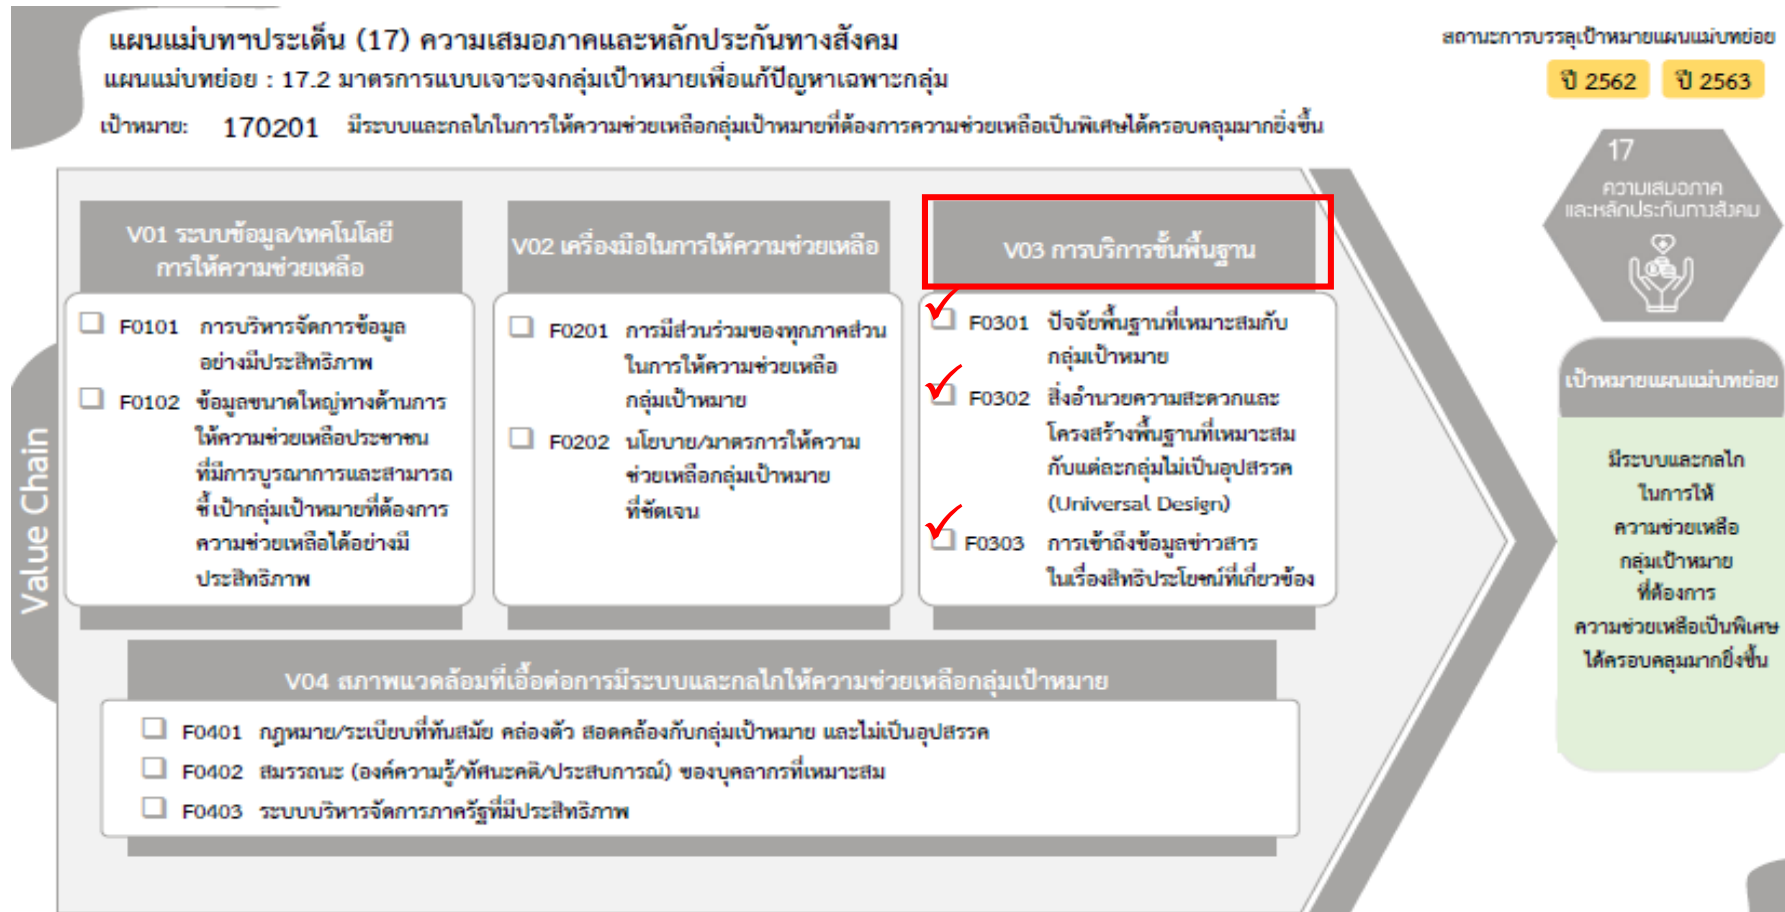 แผนแม่บทฯประเด็น (17) ความเสมอภาคและหลักประกันทางสังคม
แผนแม่บทย่อย : 17.2 มาตรการแบบเจาะจงกลุ่มเป้าหมายเพื่อแก้ปัญหาเฉพาะกลุ่ม
เป้าหมาย: 170201 มีระบบและกลไกในการให้ความช่วยเหลือกลุ่มเป้าหมายที่ต้องการความช่วยเหลือเป็นพิเศษได้ครอบคลุมมากยิ่งขึ้น
สถานะการบรรลุเป้าหมายแผนแม่บทย่อย
ปี 2562 ปี 2563
Value Chain
V01 ระบบข้อมูล/เทคโนโลยี
การให้ความช่วยเหลือ
F0101 การบริหารจัดการข้อมูล
อย่างมีประสิทธิภาพ
F0102 ข้อมูลขนาดใหญ่ทางด้านการ
ให้ความช่วยเหลือประชาชน
ที่มีการบูรณาการและสามารถ
ชี้เป้ากลุ่มเป้าหมายที่ต้องการ
ความช่วยเหลือได้อย่างมี
ประสิทธิภาพ
V02 เครื่องมือในการให้ความช่วยเหลือ
F0201 การมีส่วนร่วมของทุกภาคส่วน
ในการให้ความช่วยเหลือ
กลุ่มเป้าหมาย
F0202 นโยบาย/มาตรการให้ความ
ช่วยเหลือกลุ่มเป้าหมาย
ที่ชัดเจน
V03 การบริการขั้นพื้นฐาน
F0301 ปัจจัยพื้นฐานที่เหมาะสมกับ
กลุ่มเป้าหมาย
F0302 สิ่งอำนวยความสะดวกและ
โครงสร้างพื้นฐานที่เหมาะสม
กับแต่ละกลุ่มไม่เป็นอุปสรรค
(Universal Design)
F0303 การเข้าถึงข้อมูลข่าวสาร
ในเรื่องสิทธิประโยชน์ที่เกี่ยวข้อง
V04 สภาพแวดล้อมที่เอื้อต่อการมีระบบและกลไกให้ความช่วยเหลือกลุ่มเป้าหมาย
F0401 กฎหมาย/ระเบียบที่ทันสมัย คล่องตัว สอดคล้องกับกลุ่มเป้าหมาย และไม่เป็นอุปสรรค
F0402 สมรรถนะ (องค์ความรู้/ทัศนะคติ/ประสบการณ์) ของบุคลากรที่เหมาะสม
F0403 ระบบบริหารจัดการภาครัฐที่มีประสิทธิภาพ
17
ความเสมอภาค
และหลักประกันทางสังคม
เป้าหมายแผนแม่บทย่อย
มีระบบและกลไก
ในการให้
ความช่วยเหลือ
กลุ่มเป้าหมาย
ที่ต้องการ
ความช่วยเหลือเป็นพิเศษ
ได้ครอบคลุมมากยิ่งขึ้น